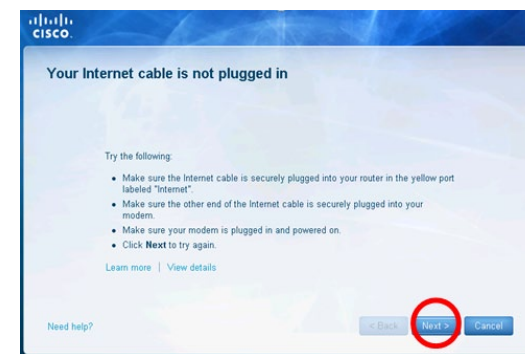 CISCO.
Your Internet cable is not plugged in
Try the following:
• Make sure the Internet cable is securely plugged into your router in the yellow port
labeled "Internet".
• Make sure the other end of the Internet cable is securely plugged into your
modem.
• Make sure your modem is plugged in and powered on.
• Click Next to try again.
Learn more | View details
Need help? < Back Next > Cancel